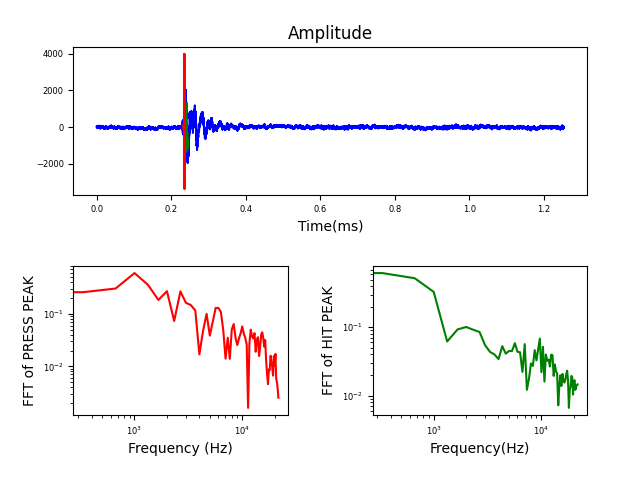 Amplitude
4000
2000
0
−2000
0.0 0.2 0.4 0.6 0.8 1.0 1.2
Time(ms)
FFT of PRESS PEAK
10⁻¹
10⁻²
10³ 10⁴
Frequency (Hz)
FFT of HIT PEAK
10⁻¹
10⁻²
10³ 10⁴
Frequency(Hz)